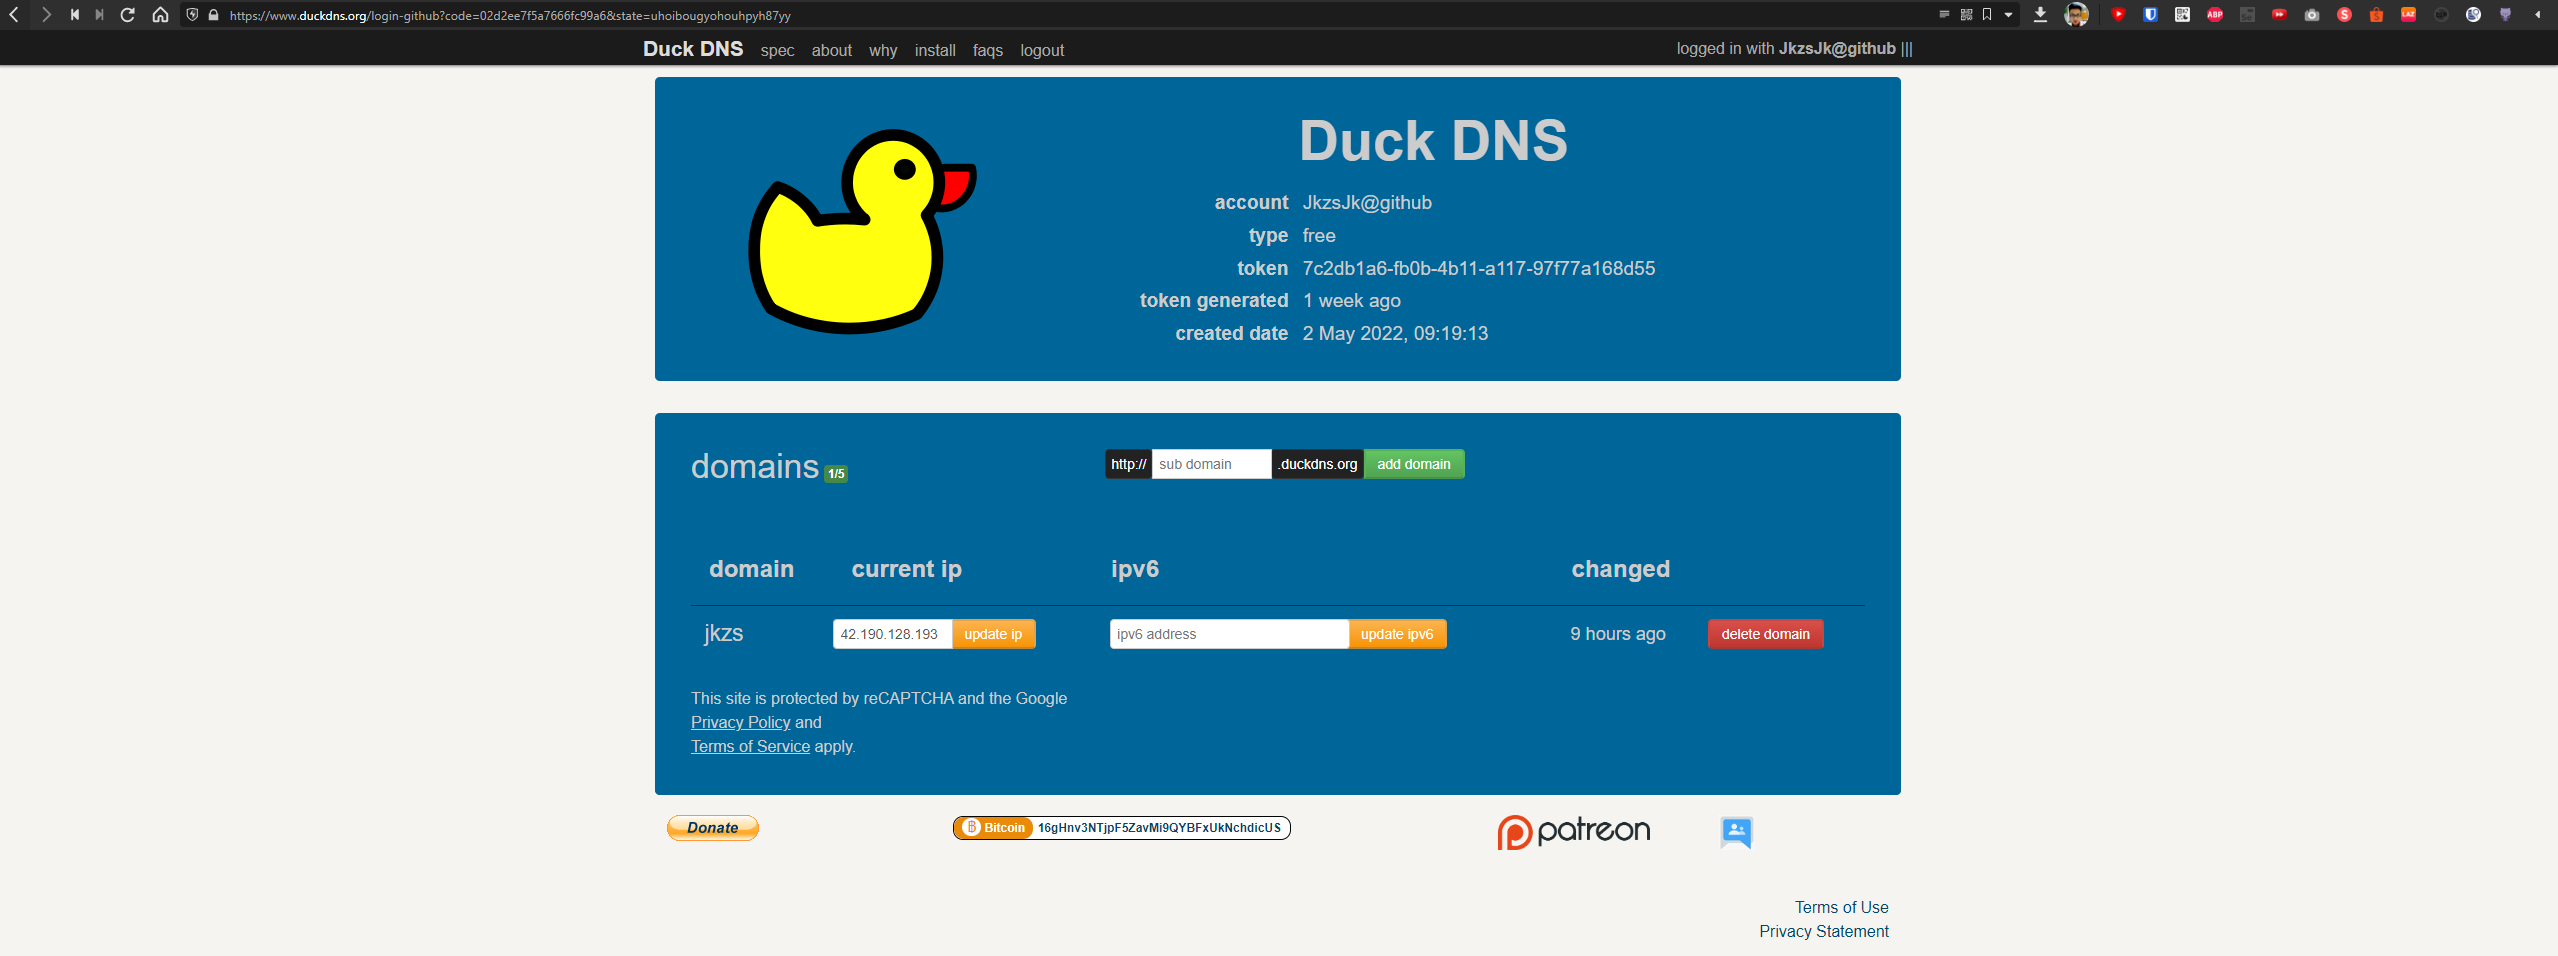 https://www.duckdns.org/login-github?code=02d2ee7f5a7666fc99a6&state=uhoibougyohouhpyh87yy
ABP
S
LAZ
Duck DNS spec about why install faqs logout logged in with JkzsJk@github |||
Duck DNS
account JkzsJk@github
type free
token 7c2db1a6-fb0b-4b11-a117-97f77a168d55
token generated 1 week ago
created date 2 May 2022, 09:19:13
domains 1/5 http:// sub domain .duckdns.org add domain
domain current ip ipv6 changed
jkzs 42.190.128.193 update ip ipv6 address update ipv6 9 hours ago delete domain
This site is protected by reCAPTCHA and the Google
Privacy Policy and
Terms of Service apply.
Donate Bitcoin 16gHnv3NTjpF5ZavMi9QYBFxUkNchdicUS patreon
Terms of Use
Privacy Statement